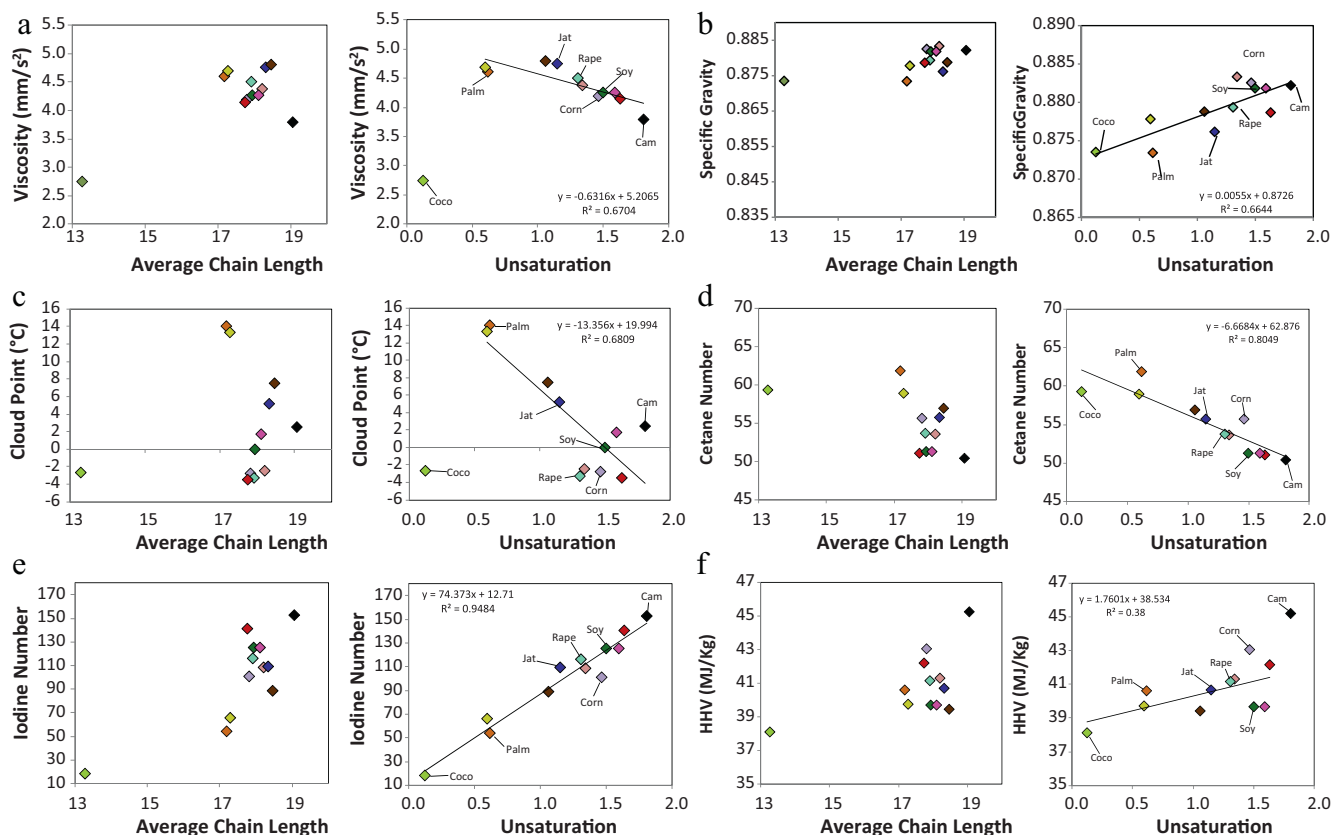 a
5.5
5.0
4.5
4.0
3.5
3.0
2.5
2.0
Viscosity (mm/s²)
13
15
17
19
Average Chain Length
5.5
5.0
4.5
4.0
3.5
3.0
2.5
2.0
Viscosity (mm/s²)
Jat
Rape
Soy
Palm
Corn
Cam
Coco
y = -0.6316x + 5.2065
R² = 0.6704
0.0
0.5
1.0
1.5
2.0
Unsaturation
b
0.885
0.875
0.865
0.855
0.845
0.835
Specific Gravity
13
15
17
19
Average Chain Length
0.890
0.885
0.880
0.875
0.870
0.865
SpecificGravity
Corn
Soy
Cam
Coco
Rape
Jat
Palm
y = 0.0055x + 0.8726
R² = 0.6644
0.0
0.5
1.0
1.5
2.0
Unsaturation
c
16
14
12
10
8
6
4
2
0
-2
-4
-6
Cloud Point (°C)
13
15
17
19
Average Chain Length
16
14
12
10
8
6
4
2
0
-2
-4
-6
Cloud Point (°C)
Palm
y = -13.356x + 19.994
R² = 0.6809
Jat
Cam
Soy
Coco
Rape
Corn
0.0
0.5
1.0
1.5
2.0
Unsaturation
d
70
65
60
55
50
45
Cetane Number
13
15
17
19
Average Chain Length
70
65
60
55
50
45
Cetane Number
y = -6.6684x + 62.876
R² = 0.8049
Palm
Jat
Corn
Coco
Rape
Soy
Cam
0.0
0.5
1.0
1.5
2.0
Unsaturation
e
170
150
130
110
90
70
50
30
10
Iodine Number
13
15
17
19
Average Chain Length
170
150
130
110
90
70
50
30
10
Iodine Number
y = 74.373x + 12.71
R² = 0.9484
Cam
Soy
Rape
Jat
Corn
Palm
Coco
0.0
0.5
1.0
1.5
2.0
Unsaturation
f
47
45
43
41
39
37
35
HHV (MJ/Kg)
13
15
17
19
Average Chain Length
47
45
43
41
39
37
35
HHV (MJ/Kg)
y = 1.7601x + 38.534
R² = 0.38
Cam
Corn
Rape
Jat
Palm
Soy
Coco
0.0
0.5
1.0
1.5
2.0
Unsaturation